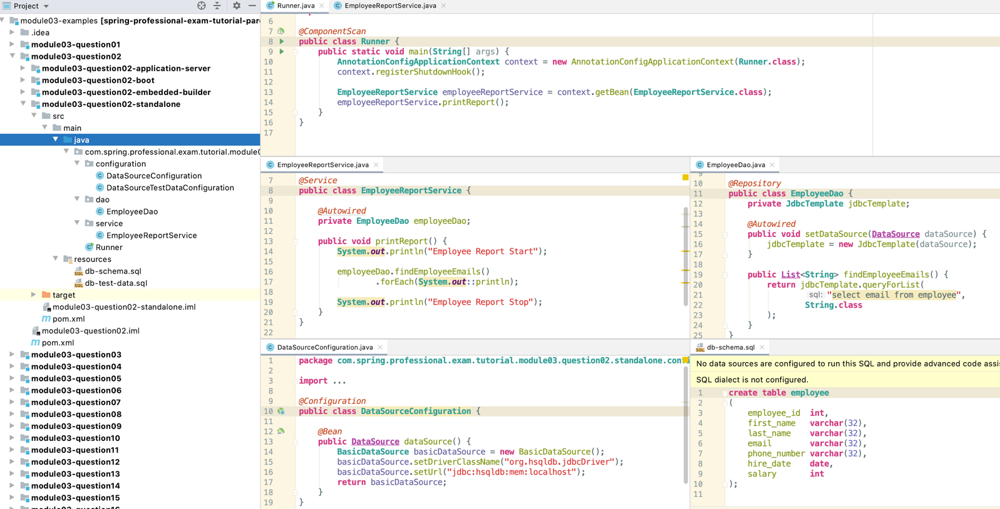 Project
module03-examples [spring-professional-exam-tutorial-par
.idea
module03-question01
module03-question02
module03-question02-application-server
module03-question02-boot
module03-question02-embedded-builder
module03-question02-standalone
src
main
java
com.spring.professional.exam.tutorial.module0
configuration
DataSourceConfiguration
DataSourceTestDataConfiguration
dao
EmployeeDao
service
EmployeeReportService
Runner
resources
db-schema.sql
db-test-data.sql
target
module03-question02-standalone.iml
pom.xml
module03-question02.iml
pom.xml
module03-question03
module03-question04
module03-question05
module03-question06
module03-question07
module03-question08
module03-question09
module03-question10
module03-question11
module03-question12
module03-question13
module03-question14
module03-question15
Runner.java EmployeeReportService.java
6
7 @ComponentScan
8 public class Runner {
9 public static void main(String[] args) {
10 AnnotationConfigApplicationContext context = new AnnotationConfigApplicationContext(Runner.class);
11 context.registerShutdownHook();
12
13 EmployeeReportService employeeReportService = context.getBean(EmployeeReportService.class);
14 employeeReportService.printReport();
15 }
16 }
17
EmployeeReportService.java
7 @Service
8 public class EmployeeReportService {
9
10 @Autowired
11 private EmployeeDao employeeDao;
12
13 public void printReport() {
14 System.out.println("Employee Report Start");
15
16 employeeDao.findEmployeeEmails()
17 .forEach(System.out::println);
18
19 System.out.println("Employee Report Stop");
20 }
21 }
22
EmployeeDao.java
9
10 @Repository
11 public class EmployeeDao {
12 private JdbcTemplate jdbcTemplate;
13
14 @Autowired
15 public void setDataSource(DataSource dataSource) {
16 jdbcTemplate = new JdbcTemplate(dataSource);
17 }
18
19 public List<String> findEmployeeEmails() {
20 return jdbcTemplate.queryForList(
21 sql: "select email from employee",
22 String.class
23 );
24 }
25 }
DataSourceConfiguration.java
1 package com.spring.professional.exam.tutorial.module03.question02.standalone.conf
2
3 import ...
8
9 @Configuration
10 public class DataSourceConfiguration {
11
12 @Bean
13 public DataSource dataSource() {
14 BasicDataSource basicDataSource = new BasicDataSource();
15 basicDataSource.setDriverClassName("org.hsqldb.jdbcDriver");
16 basicDataSource.setUrl("jdbc:hsqldb:mem:localhost");
17 return basicDataSource;
18 }
19 }
db-schema.sql
No data sources are configured to run this SQL and provide advanced code assis
SQL dialect is not configured.
1 create table employee
2 (
3 employee_id int,
4 first_name varchar(32),
5 last_name varchar(32),
6 email varchar(32),
7 phone_number varchar(32),
8 hire_date date,
9 salary int
10 );
11